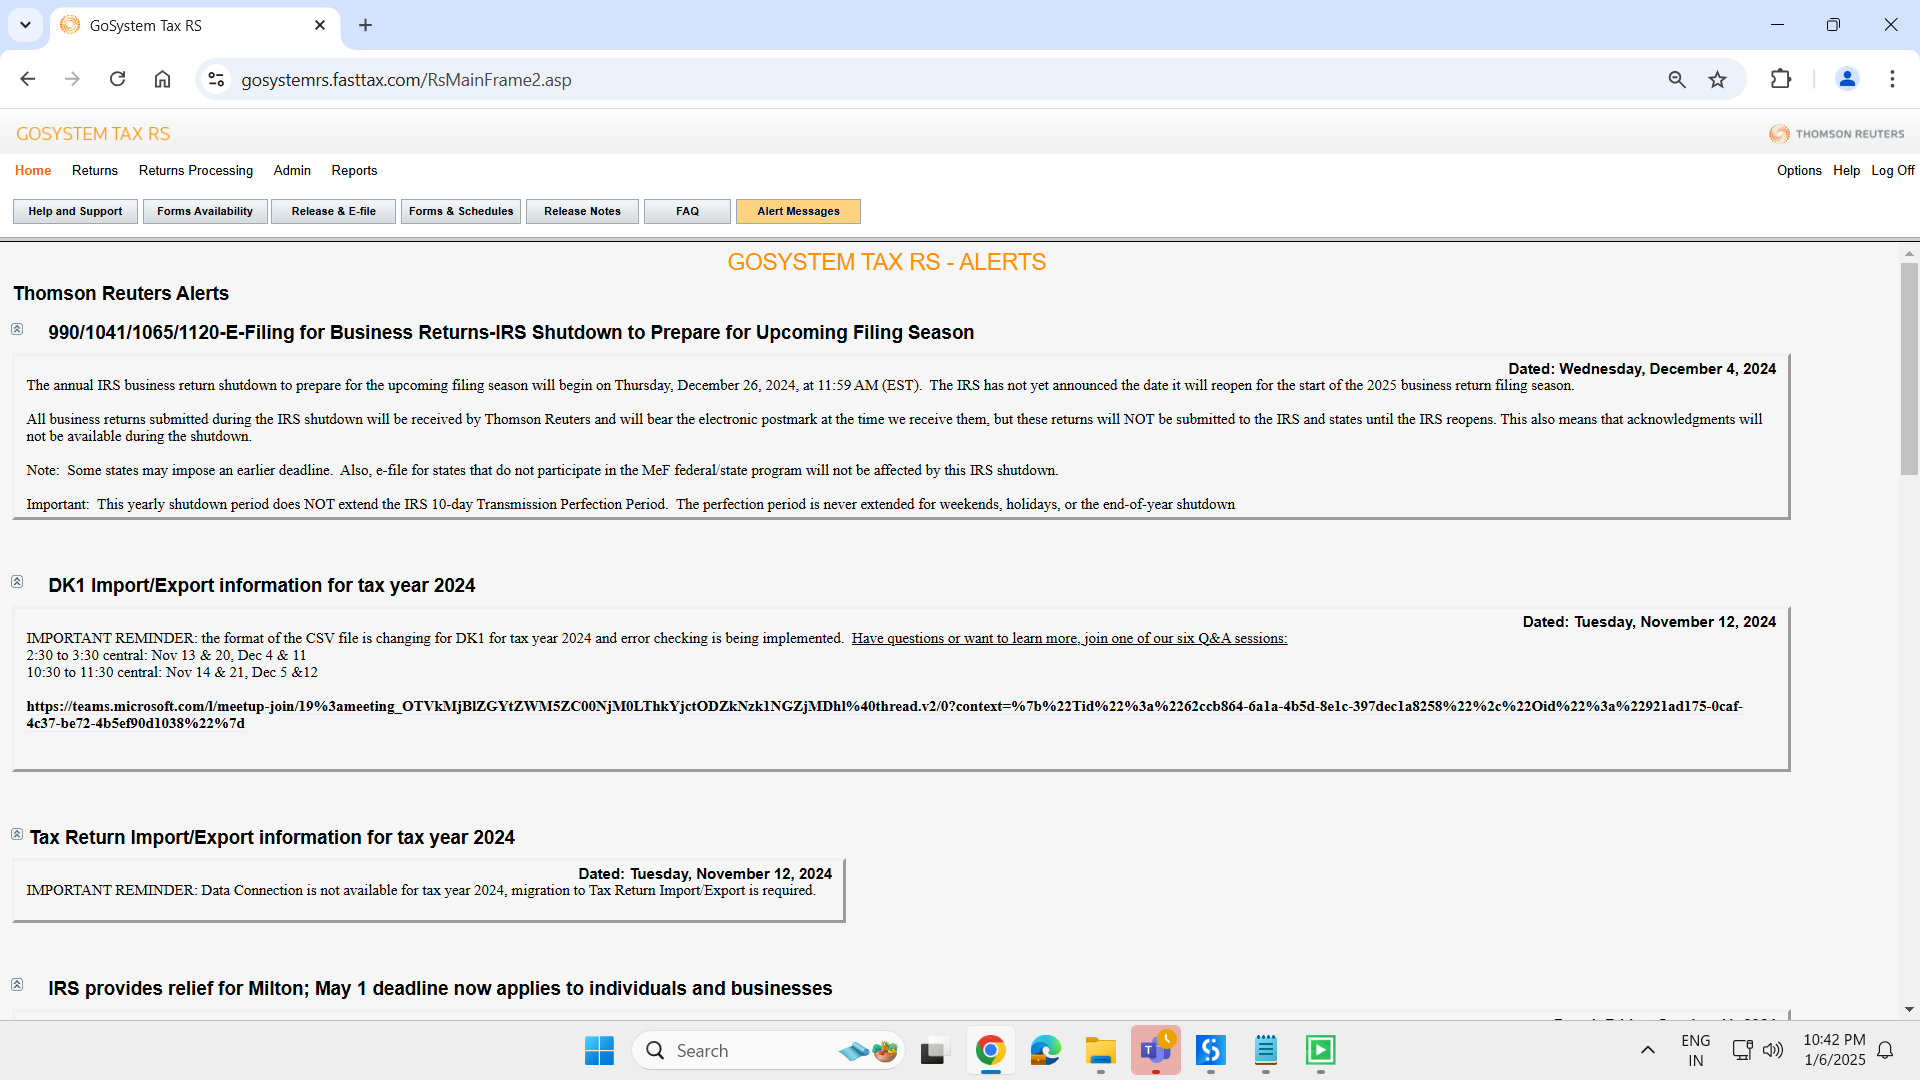 GoSystem Tax RS
gosystemrs.fasttax.com/RsMainFrame2.asp
GOSYSTEM TAX RS
THOMSON REUTERS
Home Returns Returns Processing Admin Reports
Options Help Log Off
Help and Support Forms Availability Release & E-file Forms & Schedules Release Notes FAQ Alert Messages
GOSYSTEM TAX RS - ALERTS
Thomson Reuters Alerts
990/1041/1065/1120-E-Filing for Business Returns-IRS Shutdown to Prepare for Upcoming Filing Season
Dated: Wednesday, December 4, 2024
The annual IRS business return shutdown to prepare for the upcoming filing season will begin on Thursday, December 26, 2024, at 11:59 AM (EST).  The IRS has not yet announced the date it will reopen for the start of the 2025 business return filing season.
All business returns submitted during the IRS shutdown will be received by Thomson Reuters and will bear the electronic postmark at the time we receive them, but these returns will NOT be submitted to the IRS and states until the IRS reopens. This also means that acknowledgments will
not be available during the shutdown.
Note:  Some states may impose an earlier deadline.  Also, e-file for states that do not participate in the MeF federal/state program will not be affected by this IRS shutdown.
Important:  This yearly shutdown period does NOT extend the IRS 10-day Transmission Perfection Period.  The perfection period is never extended for weekends, holidays, or the end-of-year shutdown
DK1 Import/Export information for tax year 2024
Dated: Tuesday, November 12, 2024
IMPORTANT REMINDER: the format of the CSV file is changing for DK1 for tax year 2024 and error checking is being implemented.  Have questions or want to learn more, join one of our six Q&A sessions:
2:30 to 3:30 central: Nov 13 & 20, Dec 4 & 11
10:30 to 11:30 central: Nov 14 & 21, Dec 5 &12
https://teams.microsoft.com/l/meetup-join/19%3ameeting_OTVkMjBlZGYtZWM5ZC00NjM0LThkYjctODZkNzk1NGZjMDhl%40thread.v2/0?context=%7b%22Tid%22%3a%2262ccb864-6a1a-4b5d-8e1c-397dec1a8258%22%2c%22Oid%22%3a%22921ad175-0caf-
4c37-be72-4b5ef90d1038%22%7d
Tax Return Import/Export information for tax year 2024
Dated: Tuesday, November 12, 2024
IMPORTANT REMINDER: Data Connection is not available for tax year 2024, migration to Tax Return Import/Export is required.
IRS provides relief for Milton; May 1 deadline now applies to individuals and businesses
Search
ENG
IN
10:42 PM
1/6/2025